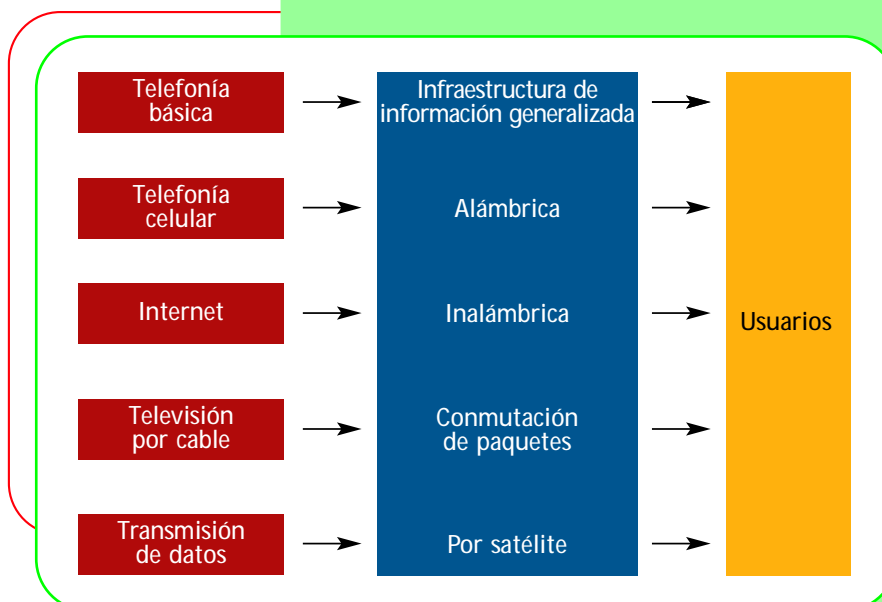 Telefonía
básica
Infraestructura de
información generalizada
Telefonía
celular
Alámbrica
Internet
Inalámbrica
Usuarios
Televisión
por cable
Conmutación
de paquetes
Transmisión
de datos
Por satélite